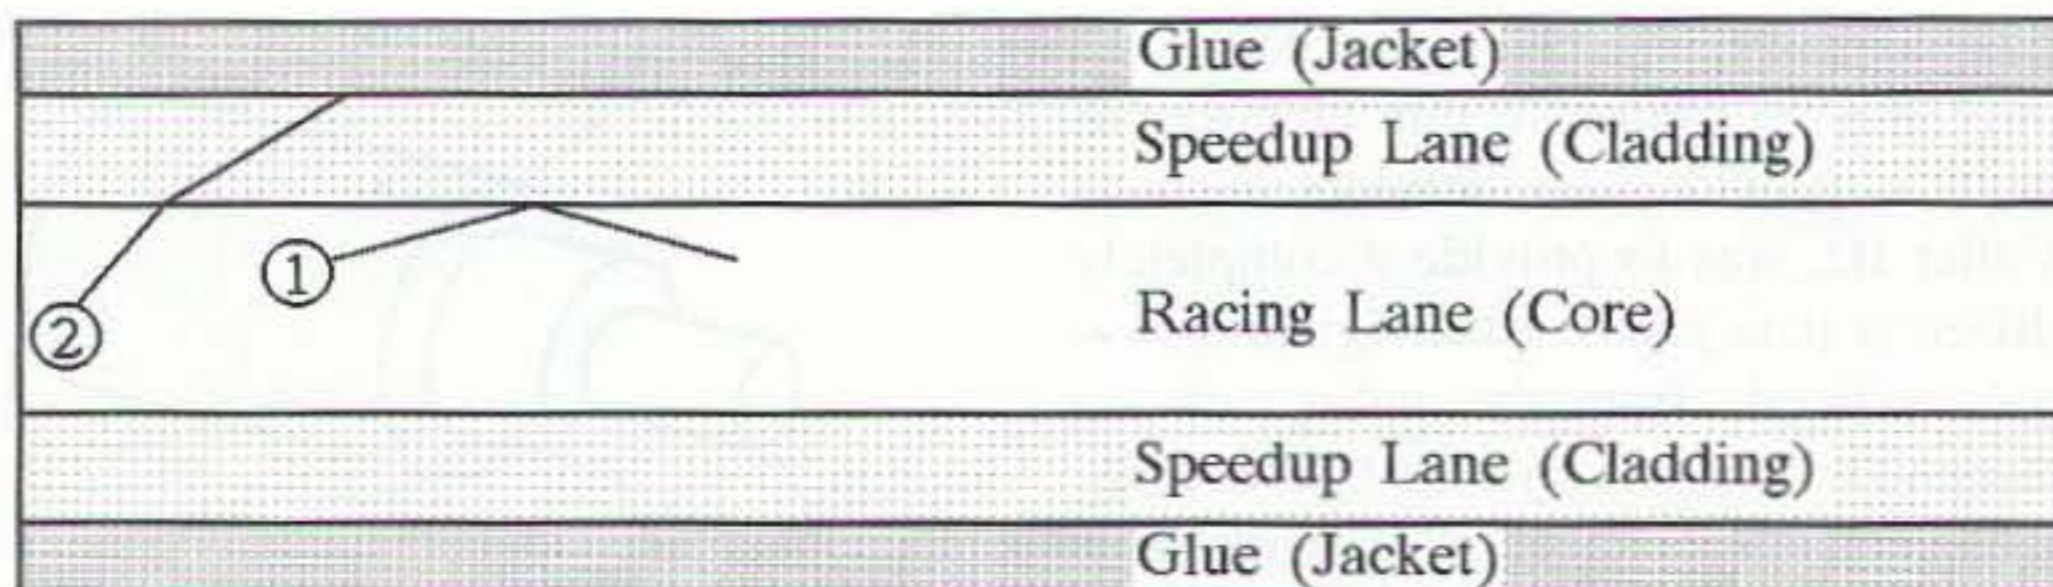 Glue (Jacket)
Speedup Lane (Cladding)
①
Racing Lane (Core)
②
Speedup Lane (Cladding)
Glue (Jacket)